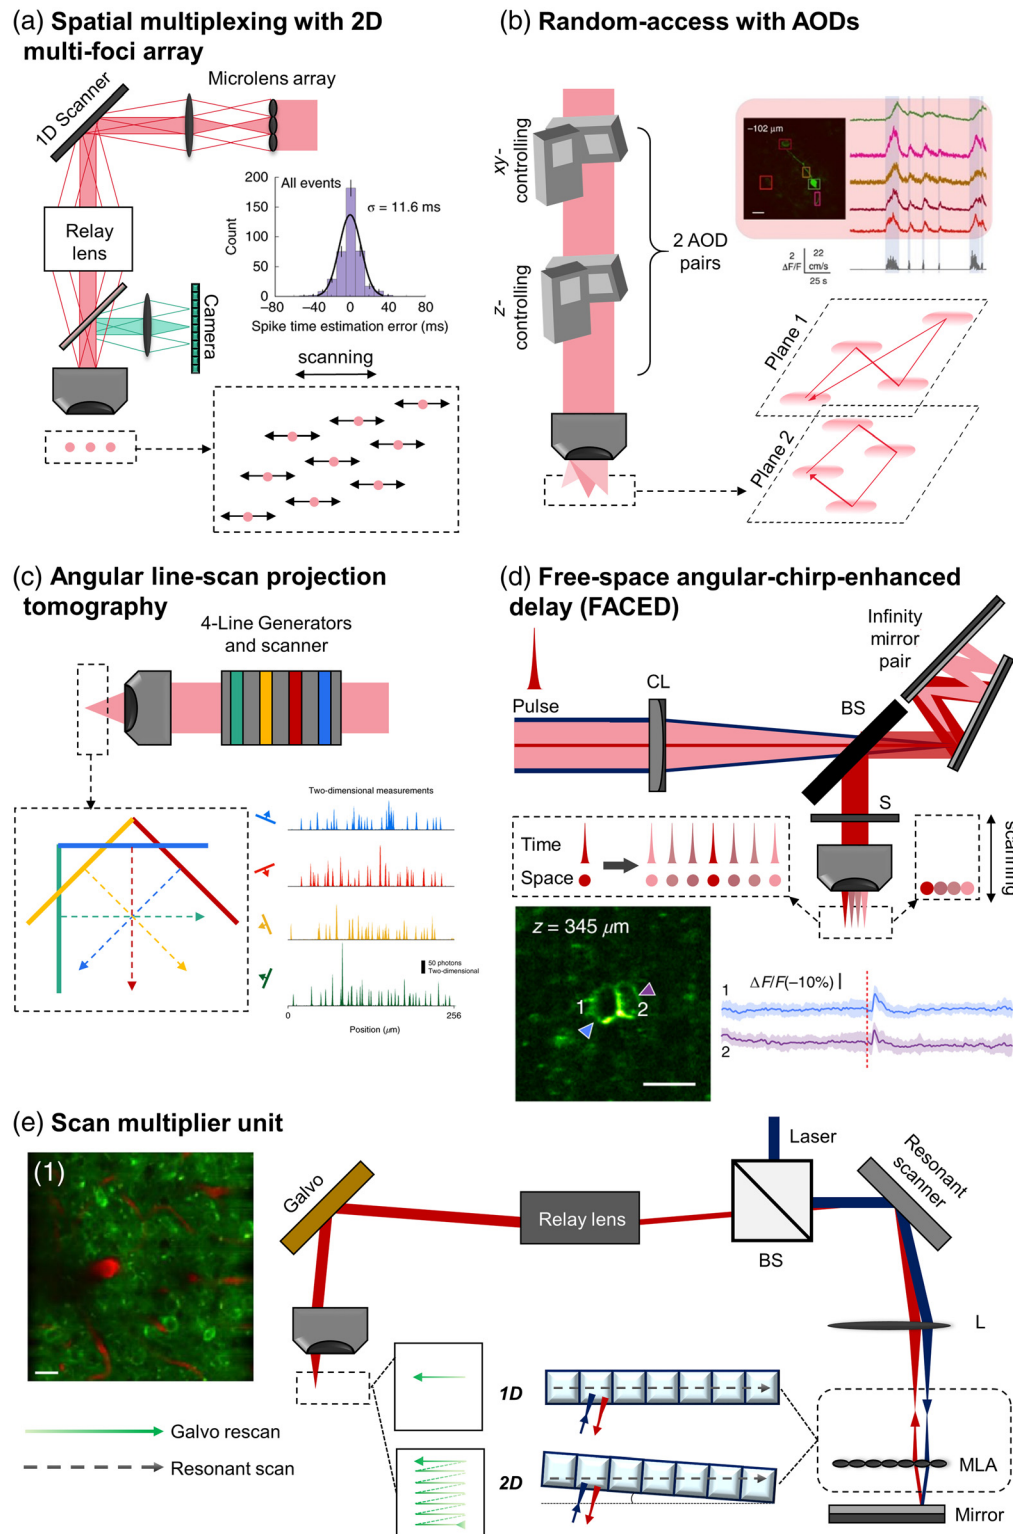 (a) Spatial multiplexing with 2D
multi-foci array
Microlens array
1D Scanner
Relay
lens
Camera
All events
σ = 11.6 ms
Count
200
150
100
50
0
−80 −40 0 40 80
Spike time estimation error (ms)
scanning
(b) Random-access with AODs
xy-
controlling
z-
controlling
2 AOD
pairs
−102 μm
2
ΔF/F
22
cm/s
25 s
Plane 1
Plane 2
(c) Angular line-scan projection
tomography
4-Line Generators
and scanner
Two-dimensional measurements
50 photons
Two-dimensional
0 256
Position (μm)
(d) Free-space angular-chirp-enhanced
delay (FACED)
Infinity
mirror
pair
Pulse
CL
BS
S
Time
Space
scanning
z = 345 μm
1 2
ΔF/F(−10%)
1
2
(e) Scan multiplier unit
(1)
Galvo
Relay lens
Laser
BS
Resonant
scanner
L
MLA
Mirror
1D
2D
Galvo rescan
Resonant scan